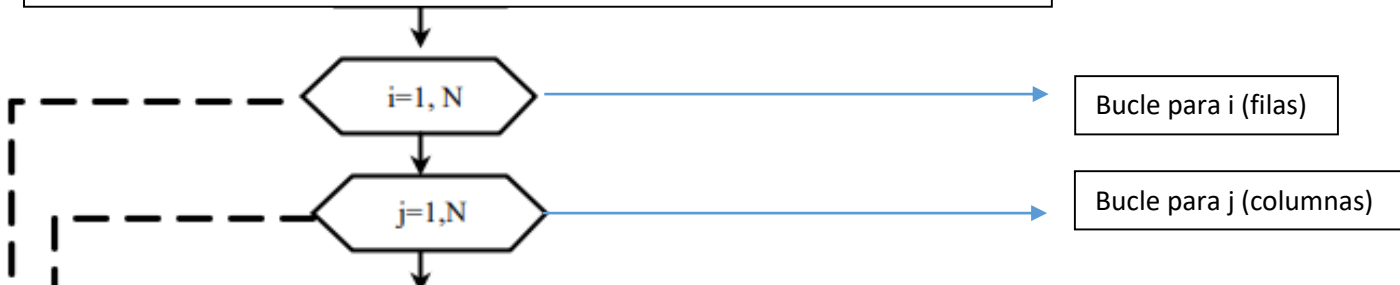 i=1, N
Bucle para i (filas)
j=1,N
Bucle para j (columnas)